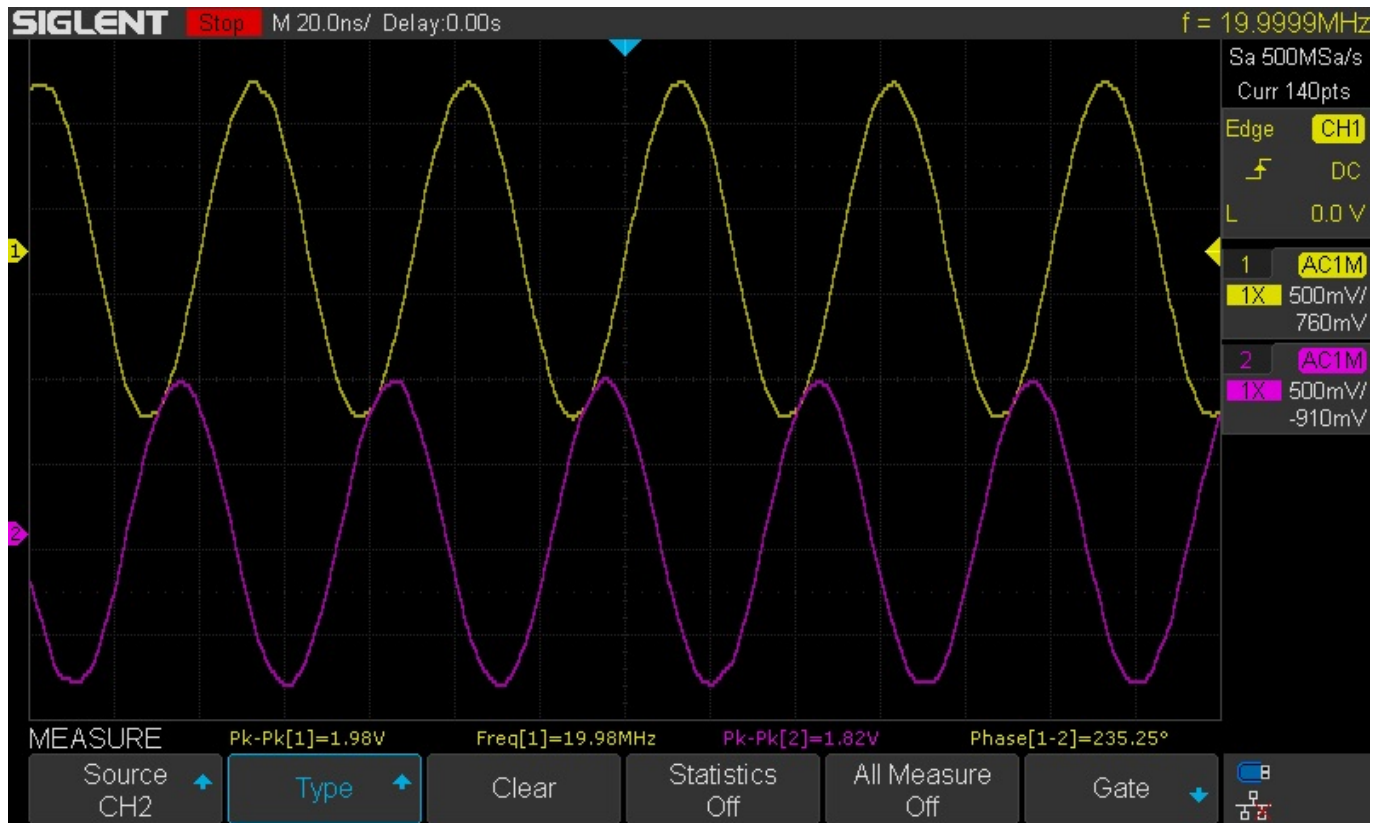 SIGLENT Stop M 20.0ns/ Delay:0.00s f = 19.9999MHz
Sa 500MSa/s
Curr 140pts
Edge CH1
DC
L 0.0 V
1 AC1M
1X 500mV/
760mV
2 AC1M
1X 500mV/
-910mV
1
2
MEASURE Pk-Pk[1]=1.98V Freq[1]=19.98MHz Pk-Pk[2]=1.82V Phase[1-2]=235.25°
Source CH2
Type
Clear
Statistics Off
All Measure Off
Gate